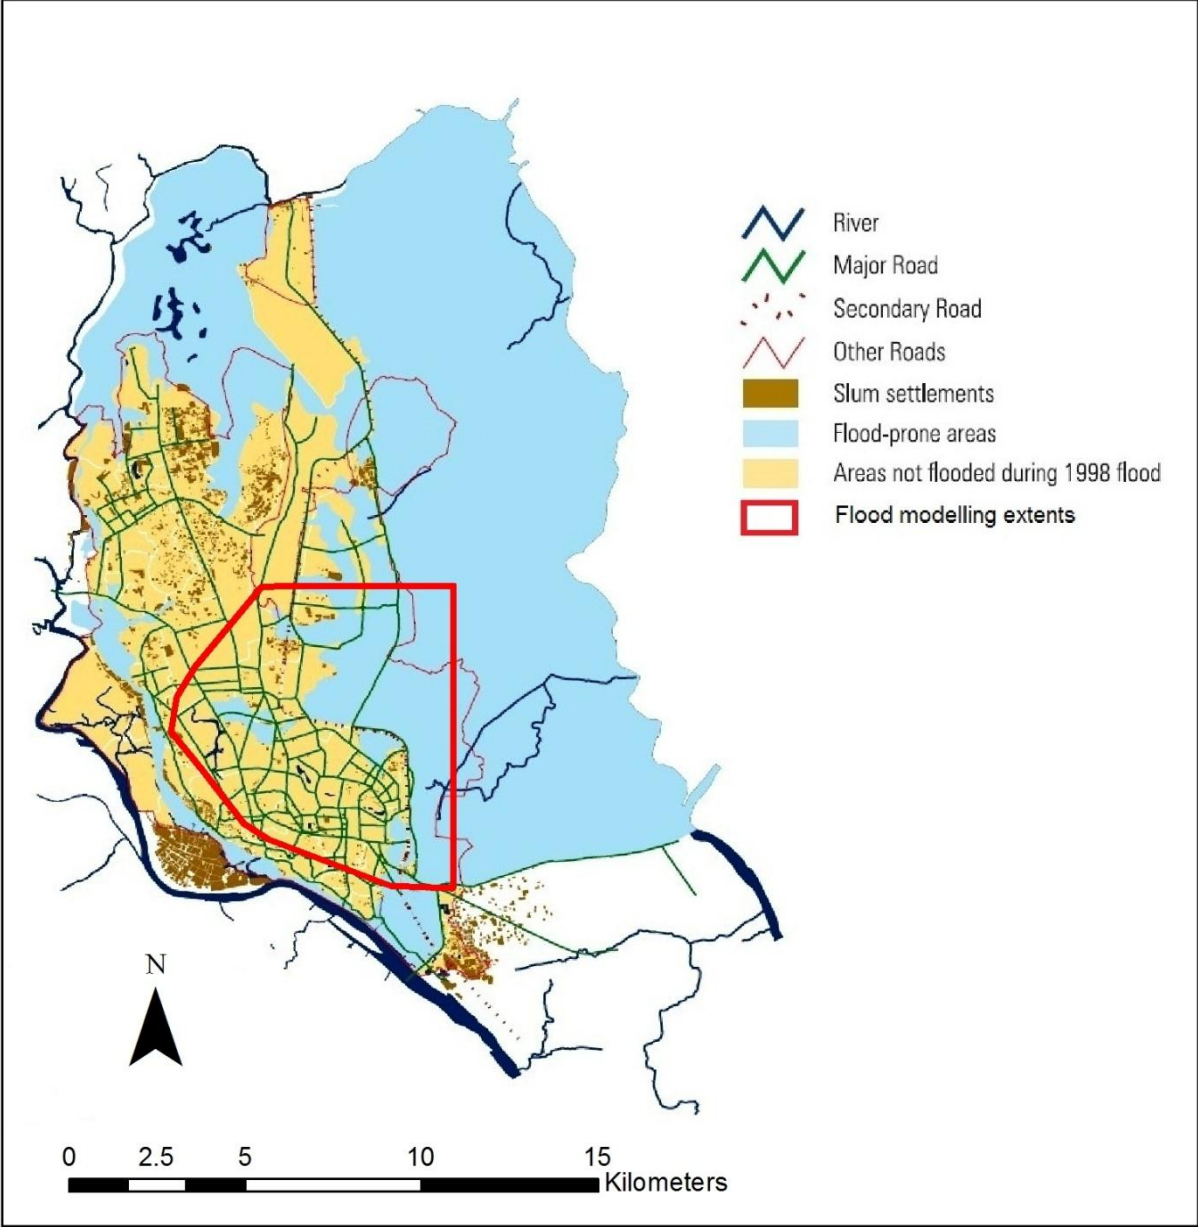 River
Major Road
Secondary Road
Other Roads
Slum settlements
Flood-prone areas
Areas not flooded during 1998 flood
Flood modelling extents
N
0 2.5 5 10 15
Kilometers